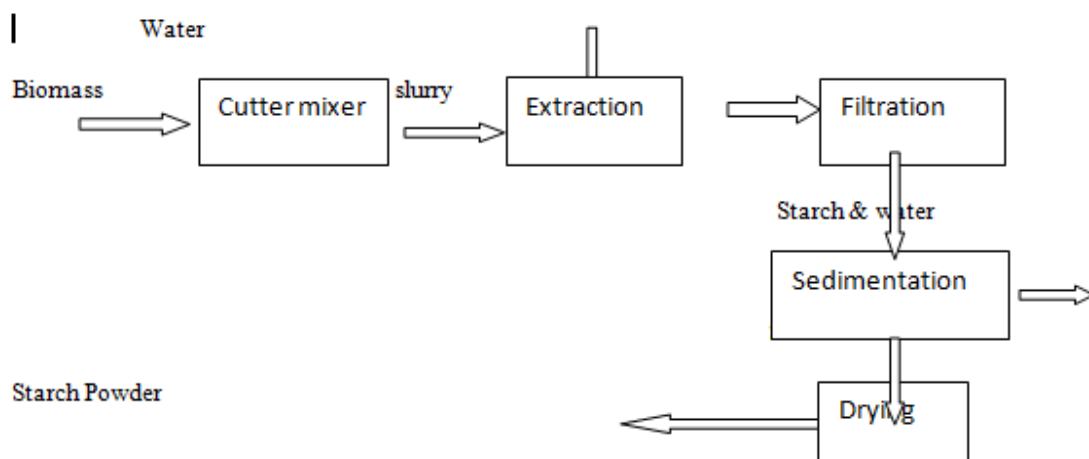 Water
Biomass
Cutter mixer
slurry
Extraction
Filtration
Starch & water
Sedimentation
Starch Powder
Drying